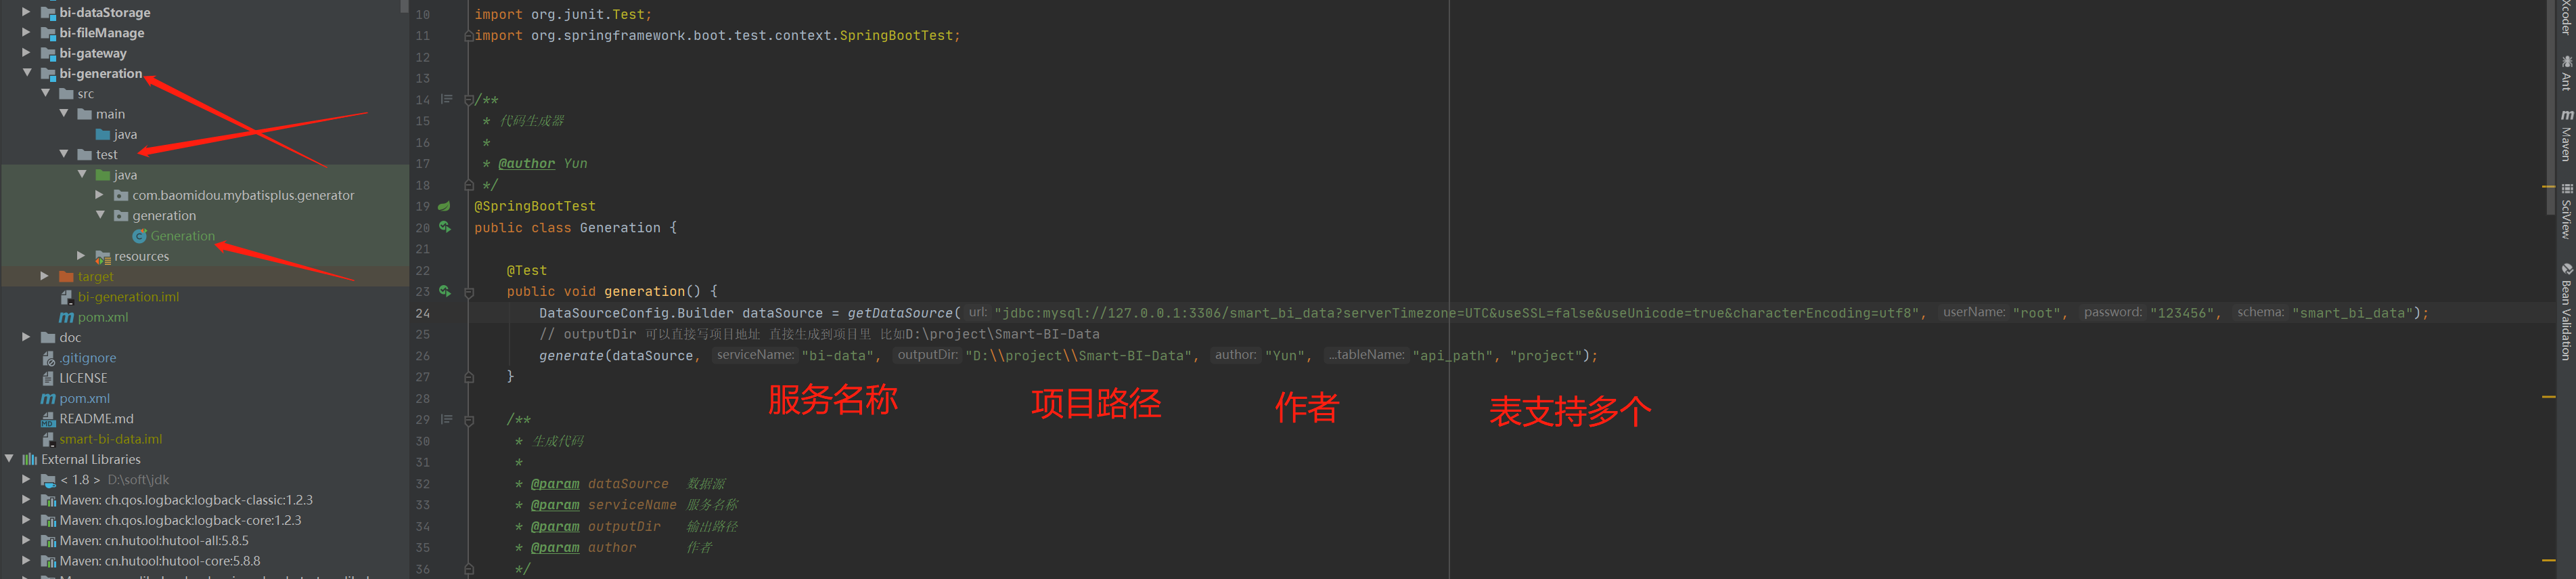 bi-dataStorage
bi-fileManage
bi-gateway
bi-generation
src
main
java
test
java
com.baomidou.mybatisplus.generator
generation
Generation
resources
target
bi-generation.iml
pom.xml
doc
.gitignore
LICENSE
pom.xml
README.md
smart-bi-data.iml
External Libraries
< 1.8 > D:\soft\jdk
Maven: ch.qos.logback:logback-classic:1.2.3
Maven: ch.qos.logback:logback-core:1.2.3
Maven: cn.hutool:hutool-all:5.8.5
Maven: cn.hutool:hutool-core:5.8.8
10 import org.junit.Test;
11 import org.springframework.boot.test.context.SpringBootTest;
12
13
14 /**
15 * 代码生成器
16 *
17 * @author Yun
18 */
19 @SpringBootTest
20 public class Generation {
21
22 @Test
23 public void generation() {
24 DataSourceConfig.Builder dataSource = getDataSource( url: "jdbc:mysql://127.0.0.1:3306/smart_bi_data?serverTimezone=UTC&useSSL=false&useUnicode=true&characterEncoding=utf8", userName: "root", password: "123456", schema: "smart_bi_data");
25 // outputDir 可以直接写项目地址 直接生成到项目里 比如D:\project\Smart-BI-Data
26 generate(dataSource, serviceName: "bi-data", outputDir: "D:\\project\\Smart-BI-Data", author: "Yun", ...tableName: "api_path", "project");
27 }
服务名称 项目路径 作者 表支持多个
28
29 /**
30 * 生成代码
31 *
32 * @param dataSource 数据源
33 * @param serviceName 服务名称
34 * @param outputDir 输出路径
35 * @param author 作者
36 */
Xcoder
Ant
Maven
SciView
Bean Validation